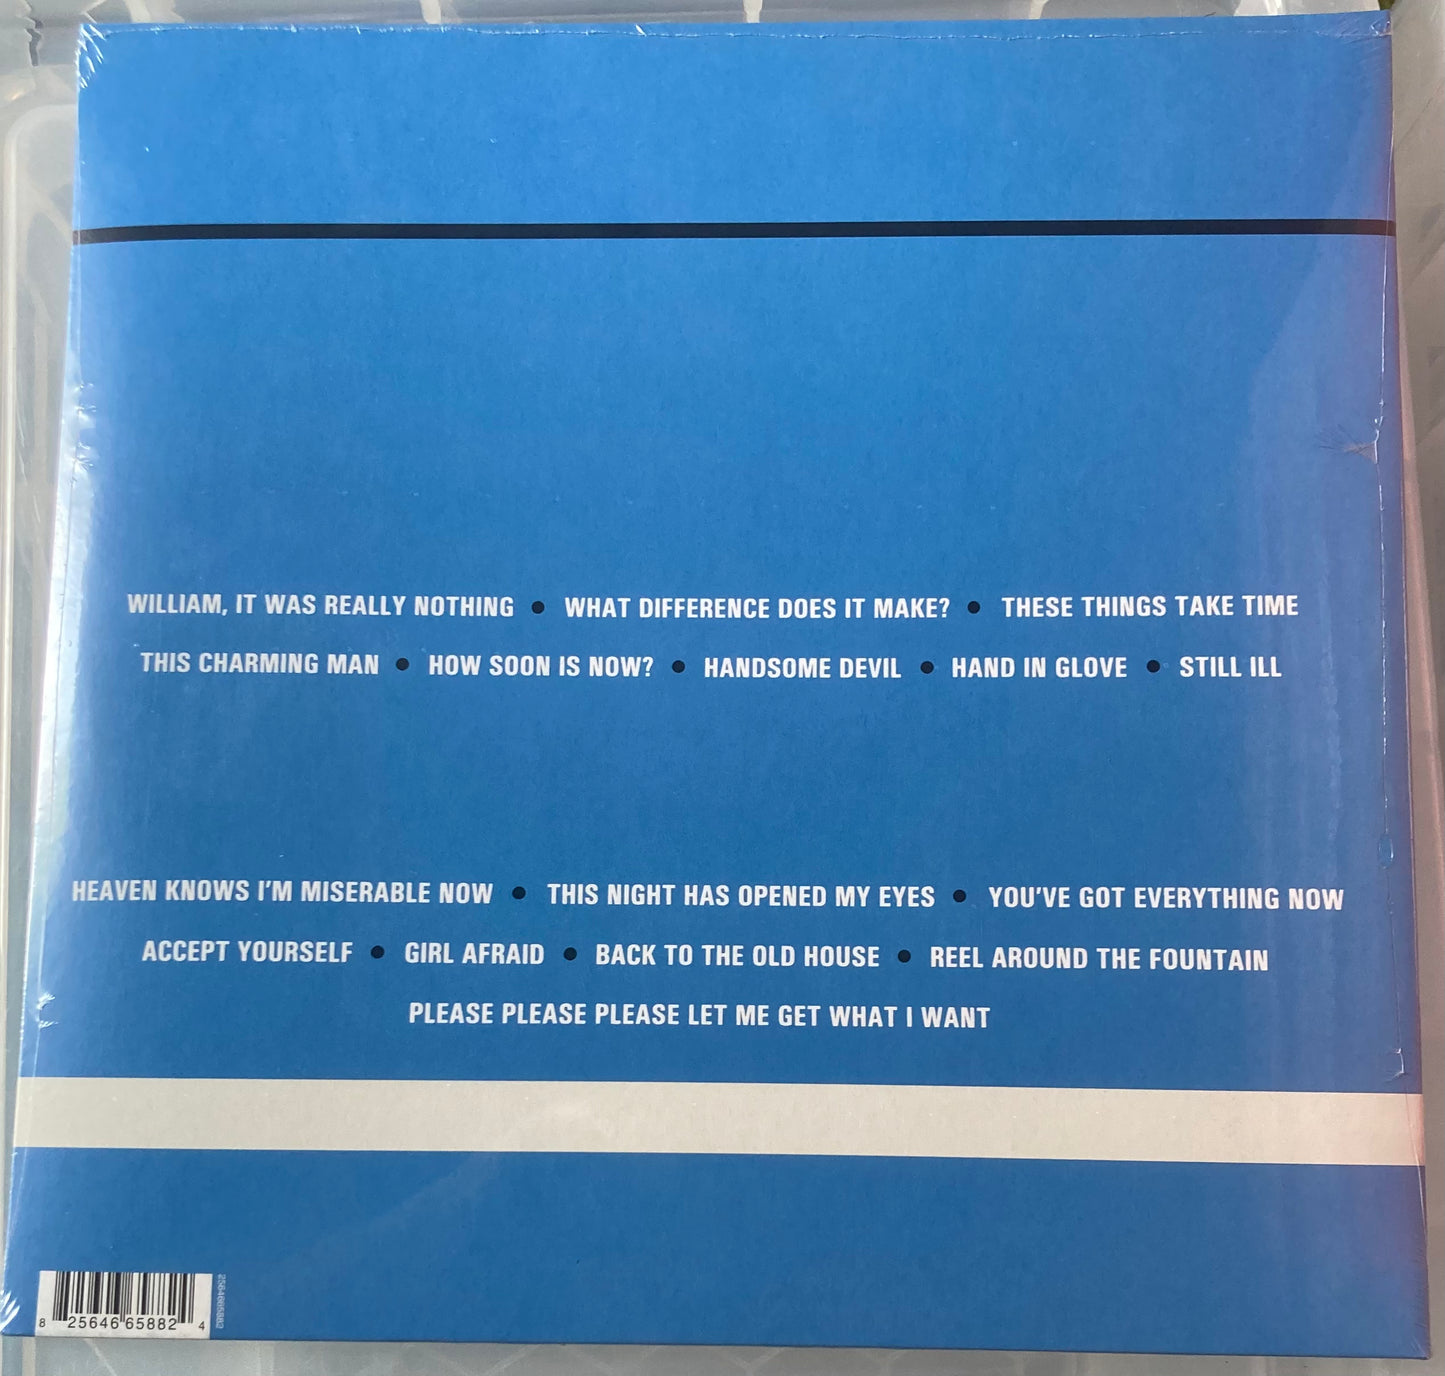 WILLIAM, IT WAS REALLY NOTHING ● WHAT DIFFERENCE DOES IT MAKE? ● THESE THINGS TAKE TIME
THIS CHARMING MAN ● HOW SOON IS NOW? ● HANDSOME DEVIL ● HAND IN GLOVE ● STILL ILL
HEAVEN KNOWS I'M MISERABLE NOW ● THIS NIGHT HAS OPENED MY EYES ● YOU'VE GOT EVERYTHING NOW
ACCEPT YOURSELF ● GIRL AFRAID ● BACK TO THE OLD HOUSE ● REEL AROUND THE FOUNTAIN
PLEASE PLEASE PLEASE LET ME GET WHAT I WANT
8 25646 65882 4
2564665882